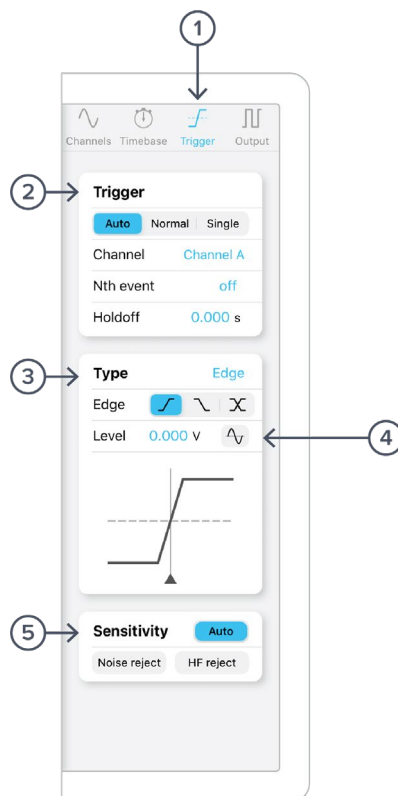 1
Channels Timebase Trigger Output
2
Trigger
Auto Normal Single
Channel Channel A
Nth event off
Holdoff 0.000 s
3
Type Edge
Edge
Level 0.000 V
4
5
Sensitivity Auto
Noise reject HF reject